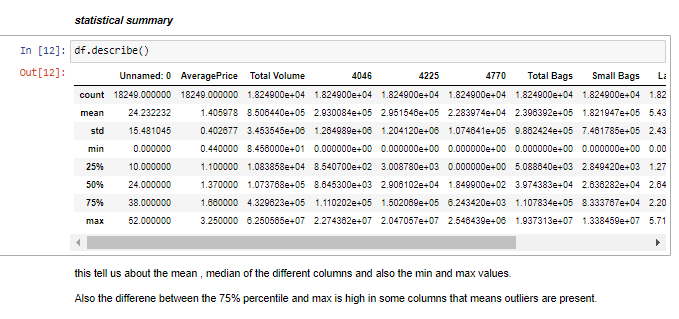 statistical summary
In [12]: df.describe()
Out[12]:
Unnamed: 0 AveragePrice Total Volume 4046 4225 4770 Total Bags Small Bags La
count 18249.000000 18249.000000 1.824900e+04 1.824900e+04 1.824900e+04 1.824900e+04 1.824900e+04 1.824900e+04 1.82
mean 24.232232 1.405978 8.506440e+05 2.930084e+05 2.951546e+05 2.283974e+04 2.396392e+05 1.821947e+05 5.43
std 15.481045 0.402677 3.453545e+06 1.264989e+06 1.204120e+06 1.074641e+05 9.862424e+05 7.461785e+05 2.43
min 0.000000 0.440000 8.456000e+01 0.000000e+00 0.000000e+00 0.000000e+00 0.000000e+00 0.000000e+00 0.00
25% 10.000000 1.100000 1.083858e+04 8.540700e+02 3.008780e+03 0.000000e+00 5.088640e+03 2.849420e+03 1.27
50% 24.000000 1.370000 1.073768e+05 8.645300e+03 2.906102e+04 1.849900e+02 3.974383e+04 2.636282e+04 2.64
75% 38.000000 1.660000 4.329623e+05 1.110202e+05 1.502069e+05 6.243420e+03 1.107834e+05 8.333767e+04 2.20
max 52.000000 3.250000 6.250565e+07 2.274362e+07 2.047057e+07 2.546439e+06 1.937313e+07 1.338459e+07 5.71
this tell us about the mean , median of the different columns and also the min and max values.
Also the differene between the 75% percentile and max is high in some columns that means outliers are present.